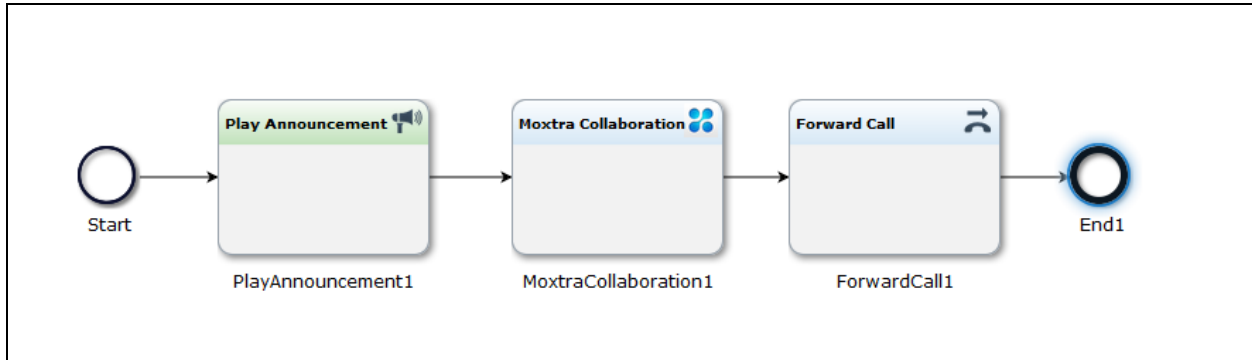 Play Announcement
Moxtra Collaboration
Forward Call
Start
End1
PlayAnnouncement1
MoxtraCollaboration1
ForwardCall1